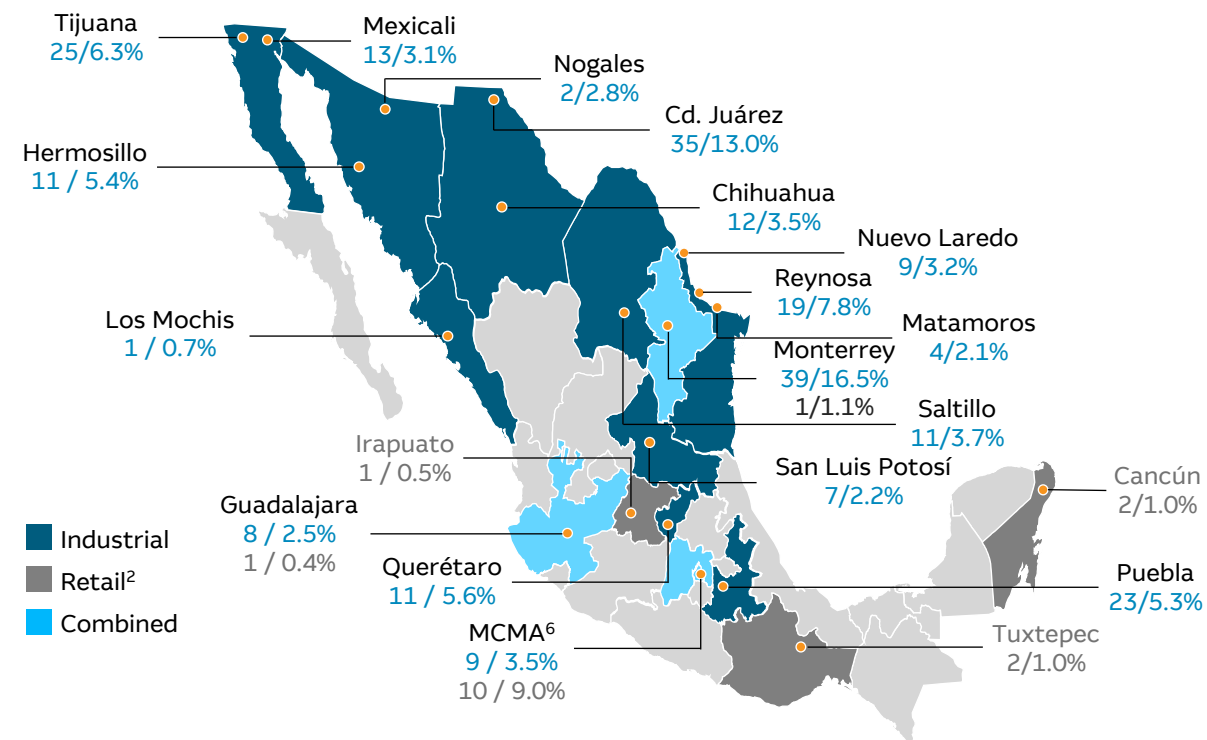 Tijuana
25/6.3%
Mexicali
13/3.1%
Nogales
2/2.8%
Cd. Juárez
35/13.0%
Hermosillo
11 / 5.4%
Chihuahua
12/3.5%
Nuevo Laredo
9/3.2%
Reynosa
19/7.8%
Los Mochis
1 / 0.7%
Matamoros
4/2.1%
Monterrey
39/16.5%
1/1.1%
Saltillo
11/3.7%
Irapuato
1 / 0.5%
San Luis Potosí
7/2.2%
Cancún
2/1.0%
Guadalajara
8 / 2.5%
1 / 0.4%
Industrial
Retail²
Combined
Querétaro
11 / 5.6%
Puebla
23/5.3%
MCMA⁶
9 / 3.5%
10 / 9.0%
Tuxtepec
2/1.0%